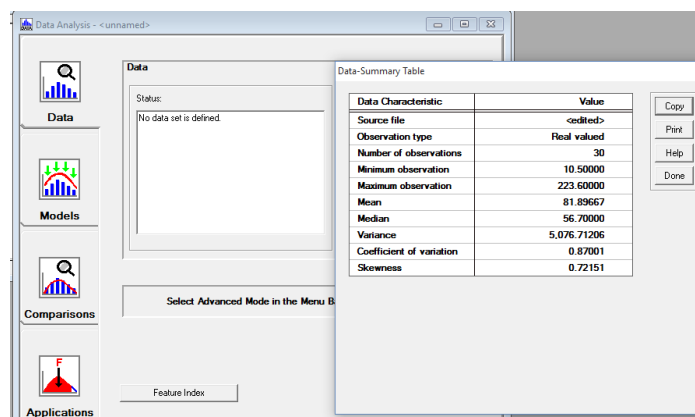 Data Analysis - <unnamed>
Data
Models
Comparisons
F
Applications
Data
Status:
No data set is defined.
Select Advanced Mode in the Menu Ba
Feature Index
Data-Summary Table
Data Characteristic Value
Source file <edited>
Observation type Real valued
Number of observations 30
Minimum observation 10.50000
Maximum observation 223.60000
Mean 81.89667
Median 56.70000
Variance 5,076.71206
Coefficient of variation 0.87001
Skewness 0.72151
Copy
Print
Help
Done